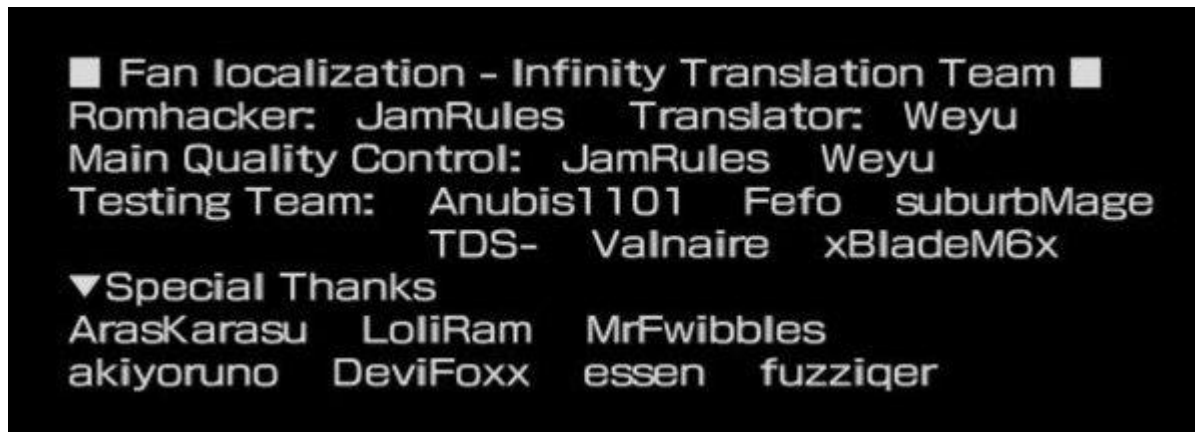 ■ Fan localization - Infinity Translation Team ■
Romhacker: JamRules Translator: Weyu
Main Quality Control: JamRules Weyu
Testing Team: Anubis1101 Fefo suburbMage
TDS- Valnaire xBladeM6x
▼Special Thanks
ArasKarasu LoliRam MrFwibbles
akiyoruno DeviFoxx essen fuzziqer